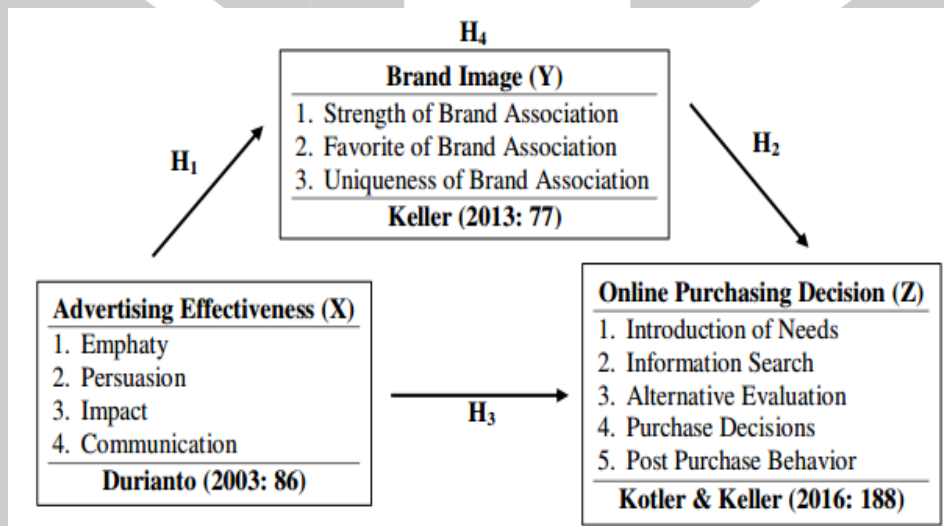 H₄
Brand Image (Y)
1. Strength of Brand Association
2. Favorite of Brand Association
3. Uniqueness of Brand Association
Keller (2013: 77)
H₁
H₂
Advertising Effectiveness (X)
1. Emphaty
2. Persuasion
3. Impact
4. Communication
Durianto (2003: 86)
H₃
Online Purchasing Decision (Z)
1. Introduction of Needs
2. Information Search
3. Alternative Evaluation
4. Purchase Decisions
5. Post Purchase Behavior
Kotler & Keller (2016: 188)